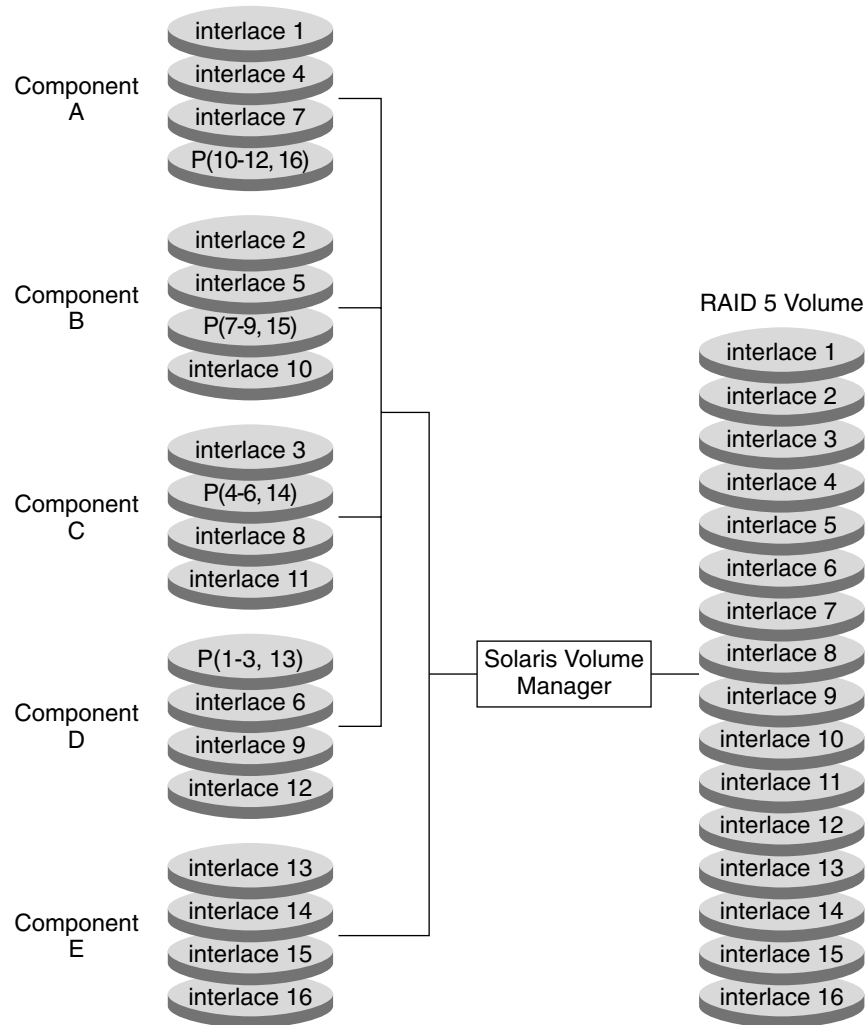 Component
A
interlace 1
interlace 4
interlace 7
P(10-12, 16)
Component
B
interlace 2
interlace 5
P(7-9, 15)
interlace 10
Component
C
interlace 3
P(4-6, 14)
interlace 8
interlace 11
Component
D
P(1-3, 13)
interlace 6
interlace 9
interlace 12
Component
E
interlace 13
interlace 14
interlace 15
interlace 16
Solaris Volume
Manager
RAID 5 Volume
interlace 1
interlace 2
interlace 3
interlace 4
interlace 5
interlace 6
interlace 7
interlace 8
interlace 9
interlace 10
interlace 11
interlace 12
interlace 13
interlace 14
interlace 15
interlace 16